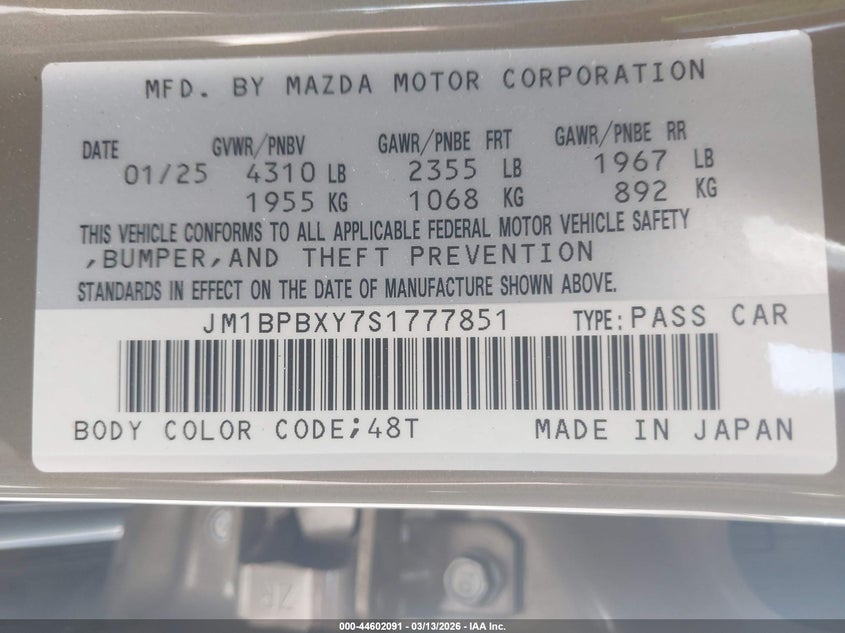 MFD. BY MAZDA MOTOR CORPORATION
DATE GVWR/PNBV GAWR/PNBE FRT GAWR/PNBE RR
01/25 4310 LB 2355 LB 1967 LB
1955 KG 1068 KG 892 KG
THIS VEHICLE CONFORMS TO ALL APPLICABLE FEDERAL MOTOR VEHICLE SAFETY
,BUMPER,AND THEFT PREVENTION
STANDARDS IN EFFECT ON THE DATE OF MANUFACTURE SHOWN ABOVE.
JM1BPBXY7S1777851 TYPE: PASS CAR
BODY COLOR CODE;48T MADE IN JAPAN
000-44602091 - 03/13/2026 - IAA Inc.